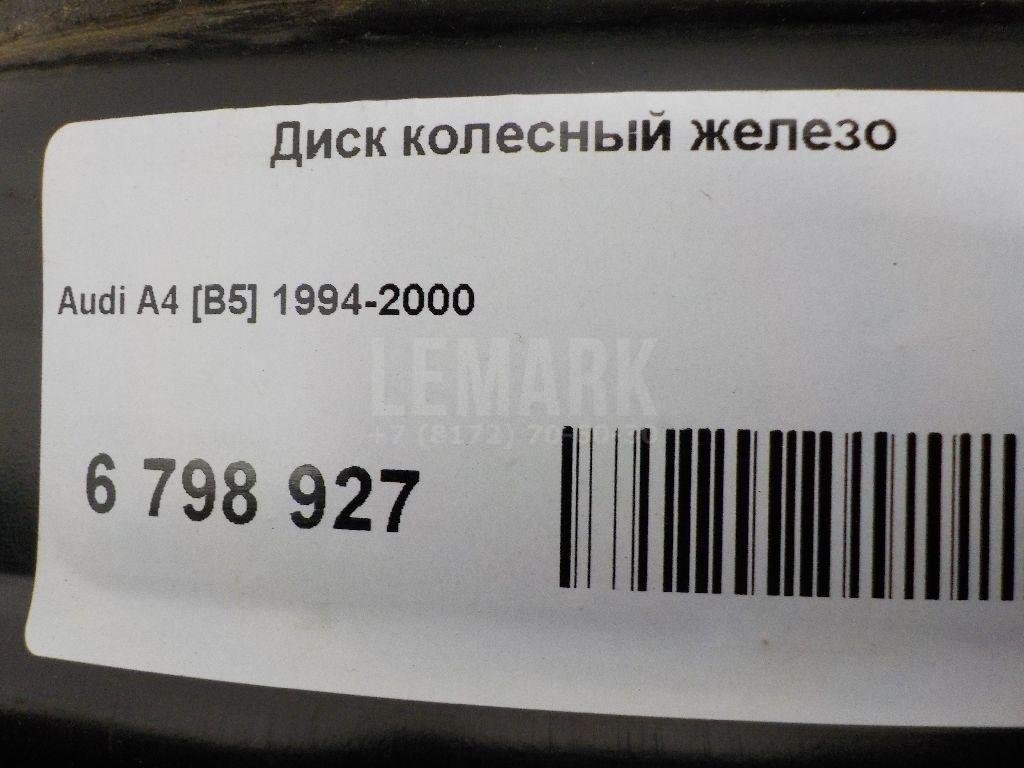 Диск колесный железо
Audi A4 [B5] 1994-2000
LEMARK
6 798 927